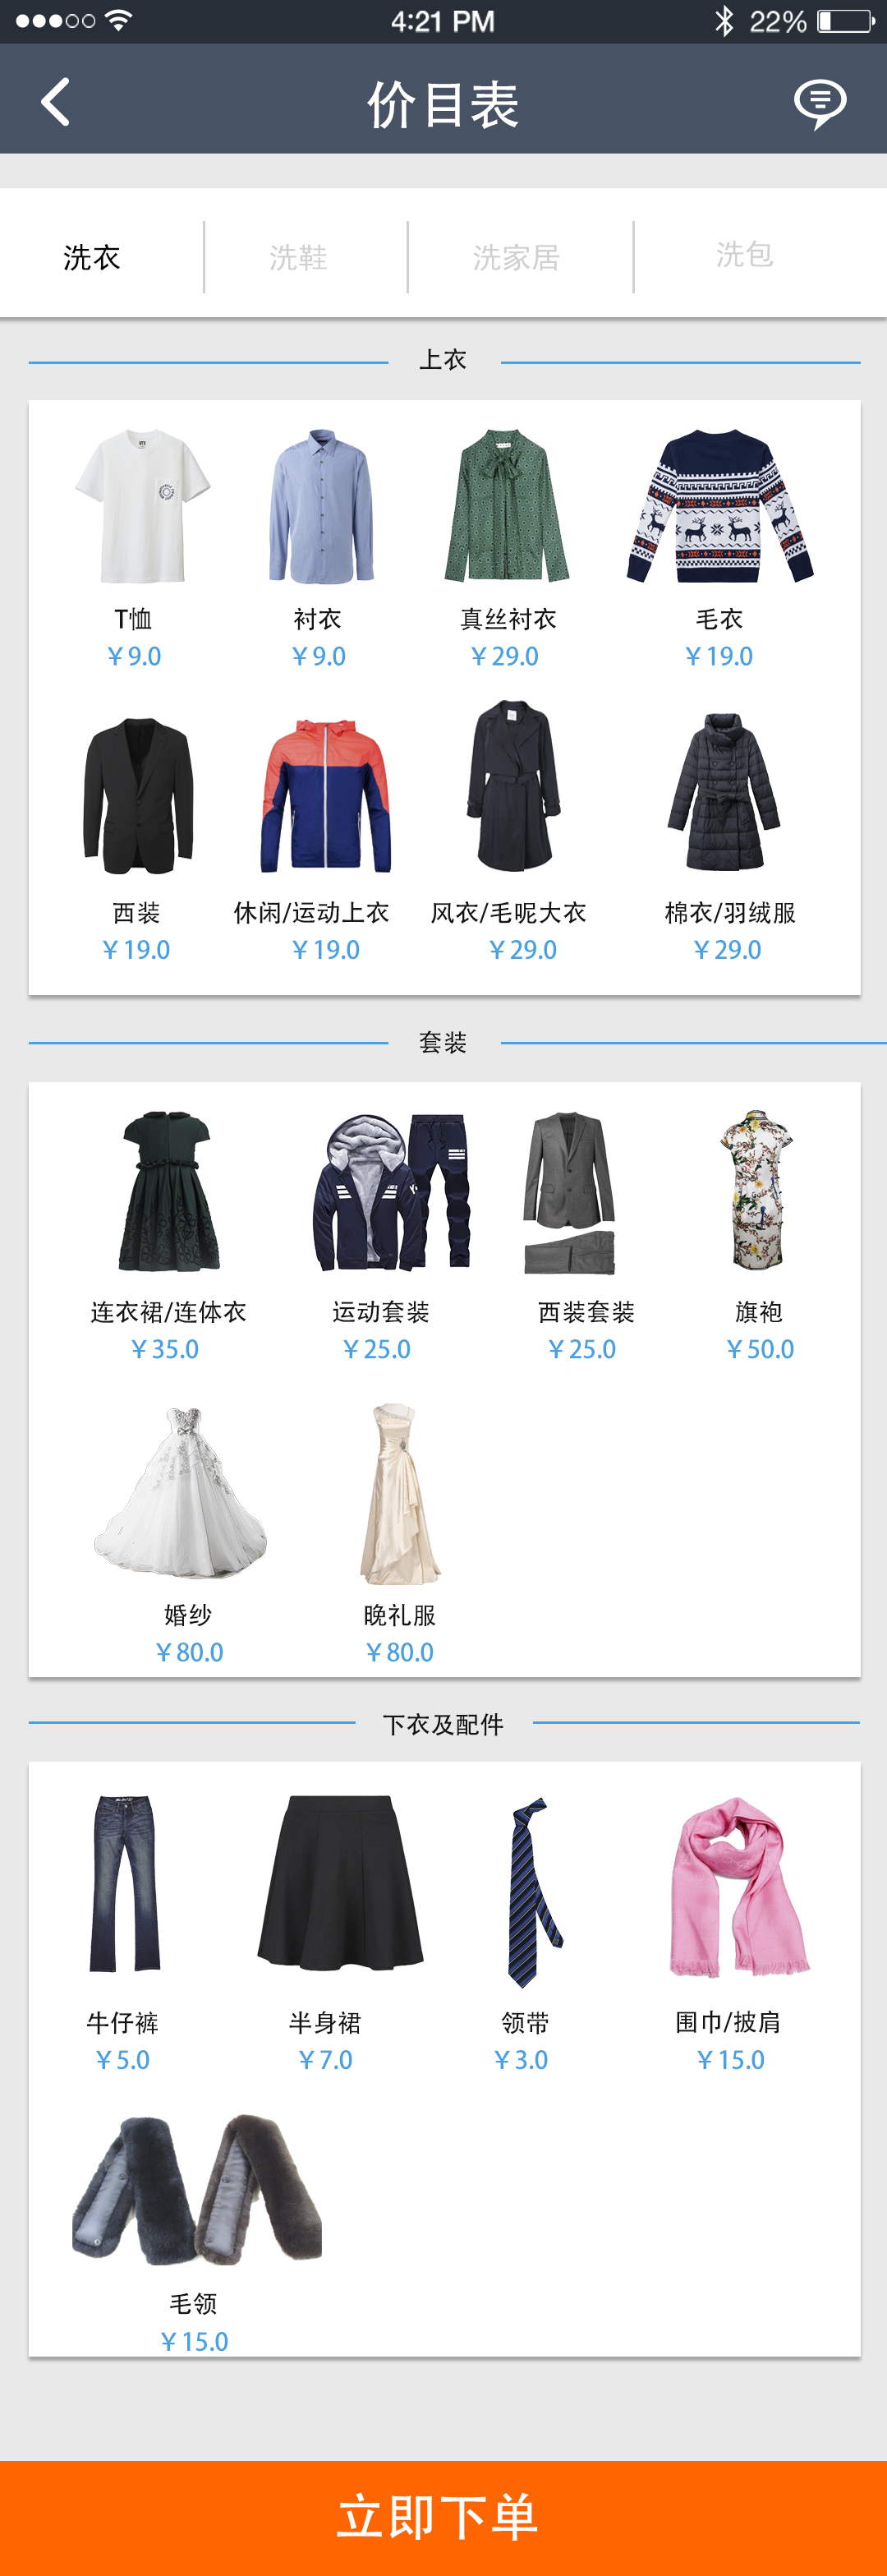 4:21 PM 22%
价目表
洗衣 洗鞋 洗家居 洗包
上衣
T恤 衬衣 真丝衬衣 毛衣
¥9.0 ¥9.0 ¥29.0 ¥19.0
西装 休闲/运动上衣 风衣/毛呢大衣 棉衣/羽绒服
¥19.0 ¥19.0 ¥29.0 ¥29.0
套装
连衣裙/连体衣 运动套装 西装套装 旗袍
¥35.0 ¥25.0 ¥25.0 ¥50.0
婚纱 晚礼服
¥80.0 ¥80.0
下衣及配件
牛仔裤 半身裙 领带 围巾/披肩
¥5.0 ¥7.0 ¥3.0 ¥15.0
毛领
¥15.0
立即下单